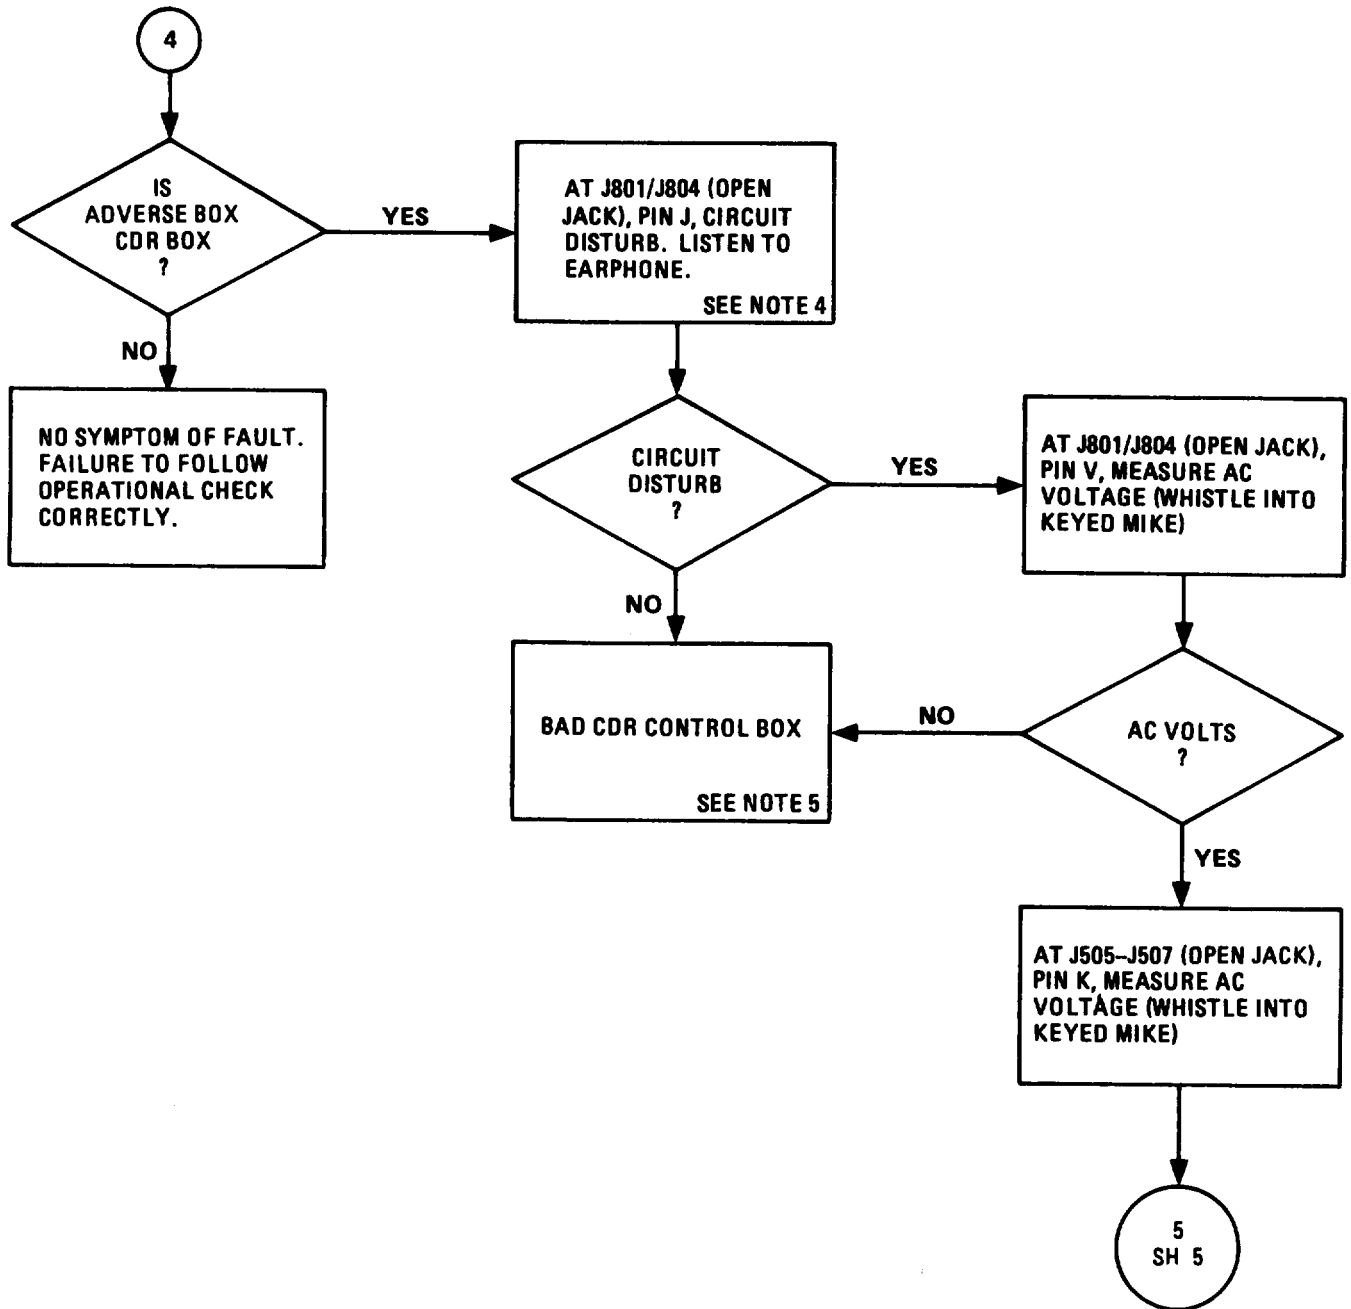 4
IS
ADVERSE BOX
CDR BOX
?
YES
AT J801/J804 (OPEN
JACK), PIN J, CIRCUIT
DISTURB. LISTEN TO
EARPHONE.
SEE NOTE 4
NO
NO SYMPTOM OF FAULT.
FAILURE TO FOLLOW
OPERATIONAL CHECK
CORRECTLY.
CIRCUIT
DISTURB
?
YES
AT J801/J804 (OPEN JACK),
PIN V, MEASURE AC
VOLTAGE (WHISTLE INTO
KEYED MIKE)
NO
BAD CDR CONTROL BOX
SEE NOTE 5
NO
AC VOLTS
?
YES
AT J505–J507 (OPEN JACK),
PIN K, MEASURE AC
VOLTAGE (WHISTLE INTO
KEYED MIKE)
5
SH 5